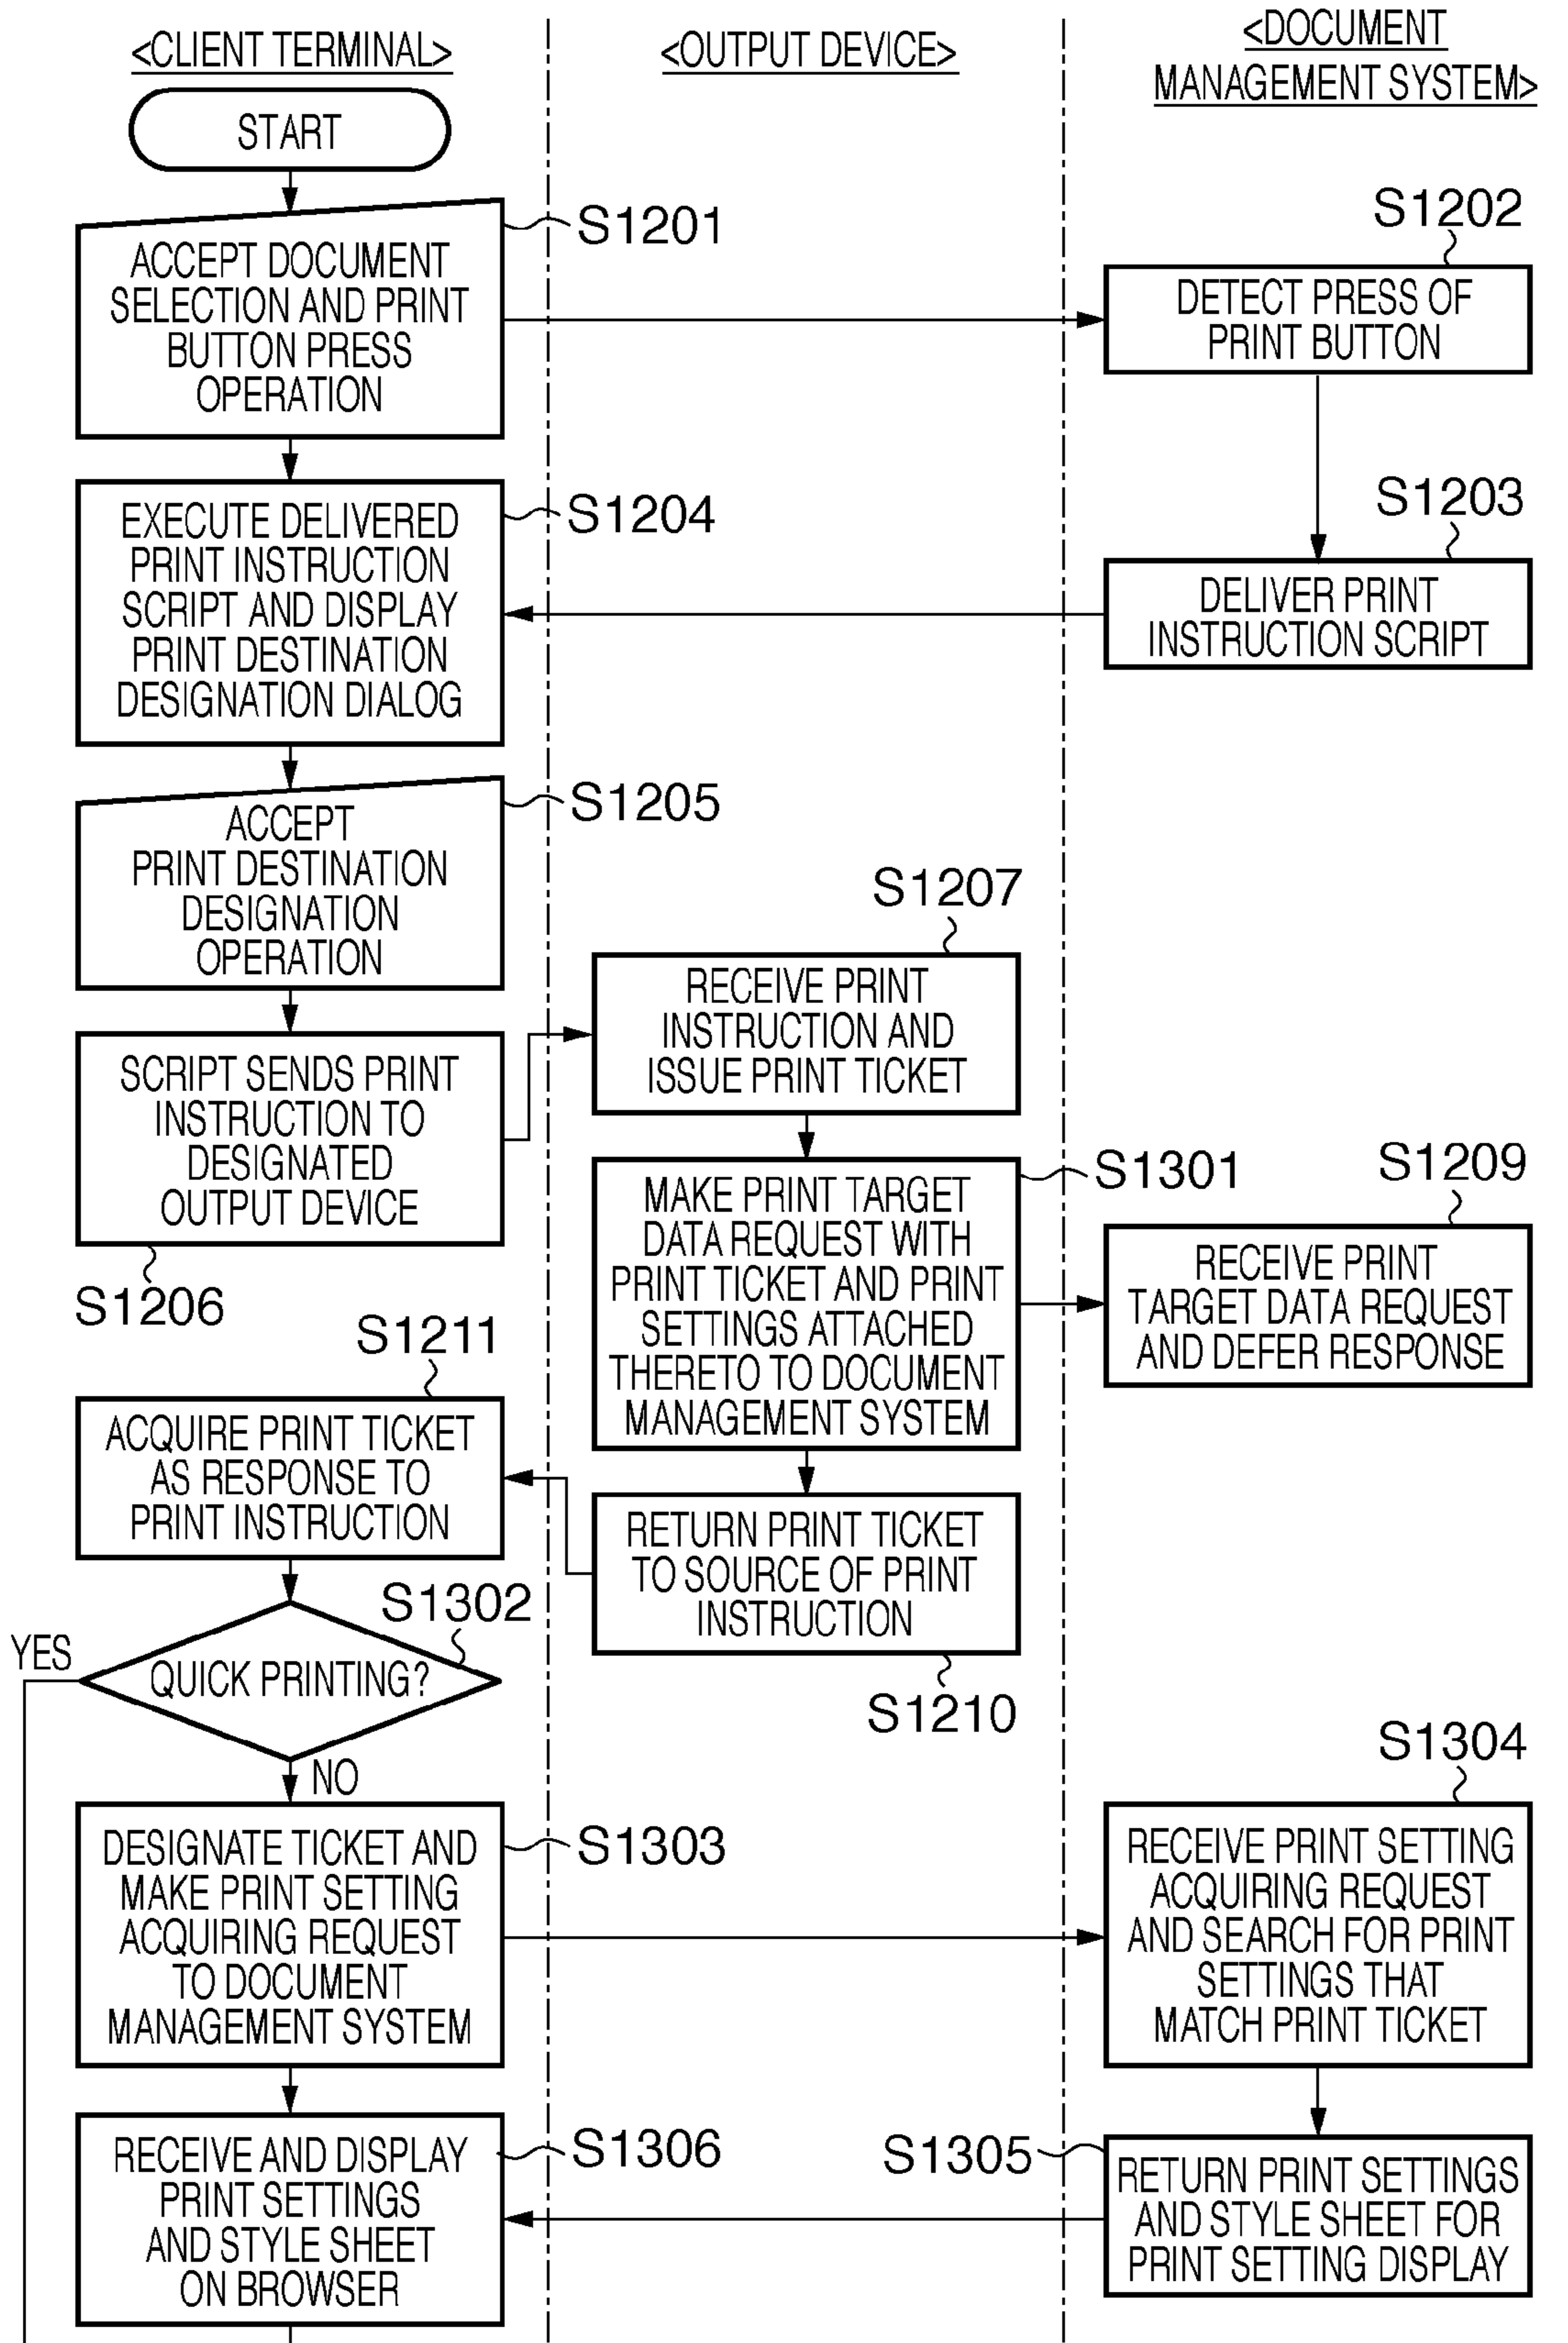 <CLIENT TERMINAL>
<OUTPUT DEVICE>
<DOCUMENT
MANAGEMENT SYSTEM>
START
S1201
ACCEPT DOCUMENT
SELECTION AND PRINT
BUTTON PRESS
OPERATION
S1202
DETECT PRESS OF
PRINT BUTTON
S1203
DELIVER PRINT
INSTRUCTION SCRIPT
S1204
EXECUTE DELIVERED
PRINT INSTRUCTION
SCRIPT AND DISPLAY
PRINT DESTINATION
DESIGNATION DIALOG
S1205
ACCEPT
PRINT DESTINATION
DESIGNATION
OPERATION
SCRIPT SENDS PRINT
INSTRUCTION TO
DESIGNATED
OUTPUT DEVICE
S1206
S1207
RECEIVE PRINT
INSTRUCTION AND
ISSUE PRINT TICKET
S1301
MAKE PRINT TARGET
DATA REQUEST WITH
PRINT TICKET AND PRINT
SETTINGS ATTACHED
THERETO TO DOCUMENT
MANAGEMENT SYSTEM
S1209
RECEIVE PRINT
TARGET DATA REQUEST
AND DEFER RESPONSE
RETURN PRINT TICKET
TO SOURCE OF PRINT
INSTRUCTION
S1210
S1211
ACQUIRE PRINT TICKET
AS RESPONSE TO
PRINT INSTRUCTION
S1302
YES
QUICK PRINTING?
NO
S1303
DESIGNATE TICKET AND
MAKE PRINT SETTING
ACQUIRING REQUEST
TO DOCUMENT
MANAGEMENT SYSTEM
S1304
RECEIVE PRINT SETTING
ACQUIRING REQUEST
AND SEARCH FOR PRINT
SETTINGS THAT
MATCH PRINT TICKET
S1305
RETURN PRINT SETTINGS
AND STYLE SHEET FOR
PRINT SETTING DISPLAY
S1306
RECEIVE AND DISPLAY
PRINT SETTINGS
AND STYLE SHEET
ON BROWSER